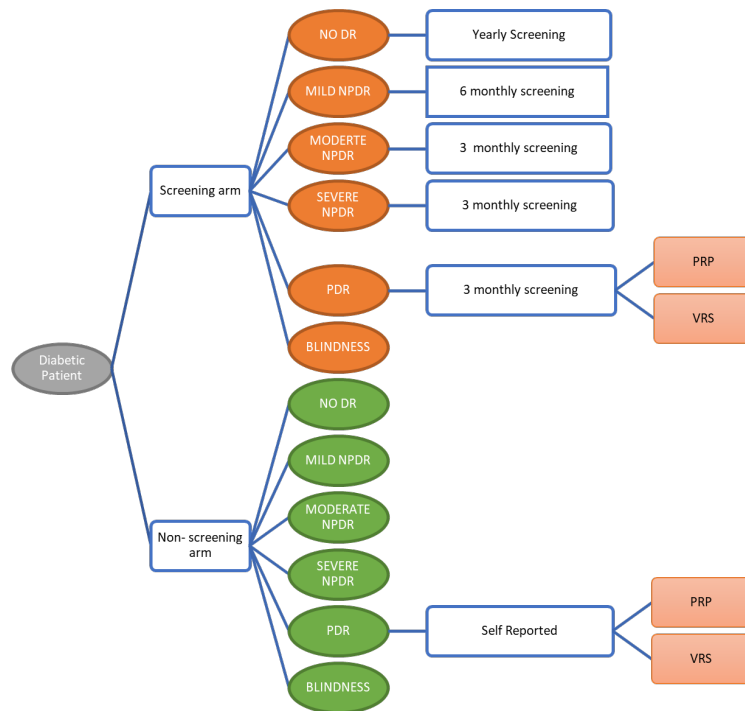 NO DR
Yearly Screening
MILD NPDR
6 monthly screening
MODERTE
NPDR
3 monthly screening
Screening arm
SEVERE
NPDR
3 monthly screening
PDR
3 monthly screening
PRP
VRS
BLINDNESS
Diabetic
Patient
NO DR
MILD NPDR
MODERATE
NPDR
Non- screening
arm
SEVERE
NPDR
PDR
Self Reported
PRP
VRS
BLINDNESS